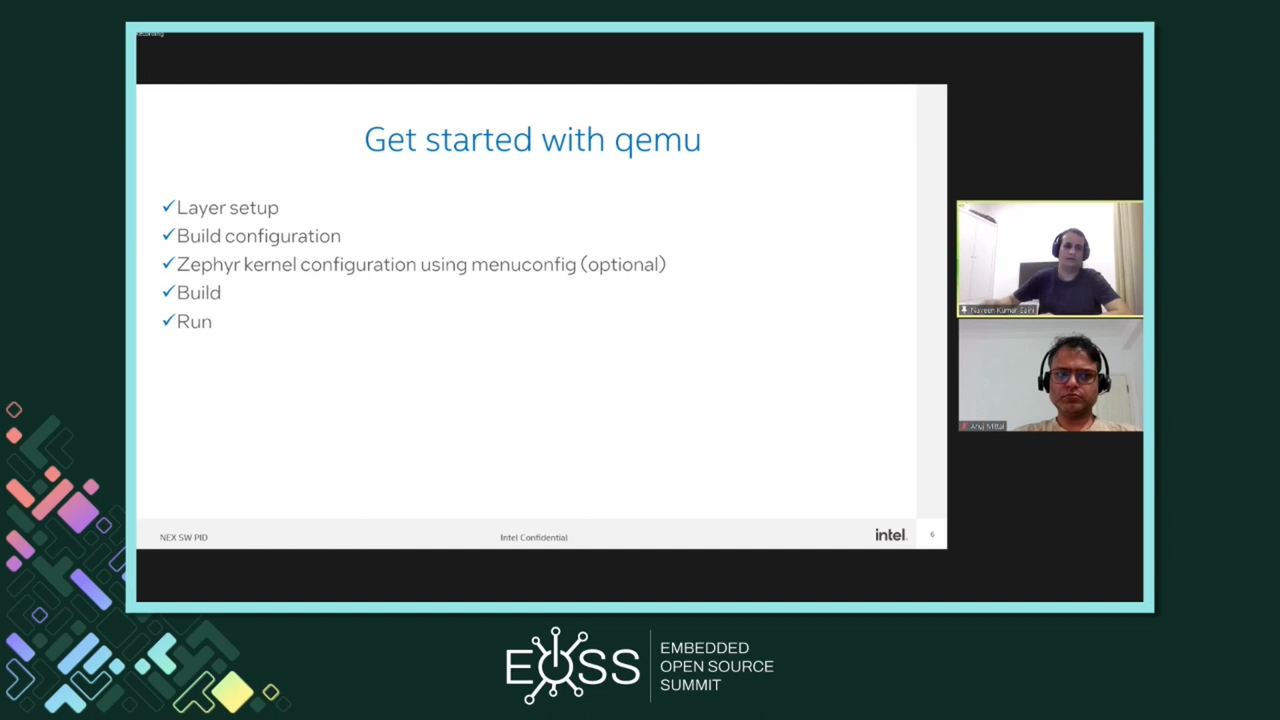 Recording
Get started with qemu
✓Layer setup
✓Build configuration
✓Zephyr kernel configuration using menuconfig (optional)
✓Build
✓Run
NEX SW PID
Intel Confidential
intel.
6
Naveen Kumar Saini
Anuj Mittal
EOSS
EMBEDDED
OPEN SOURCE
SUMMIT